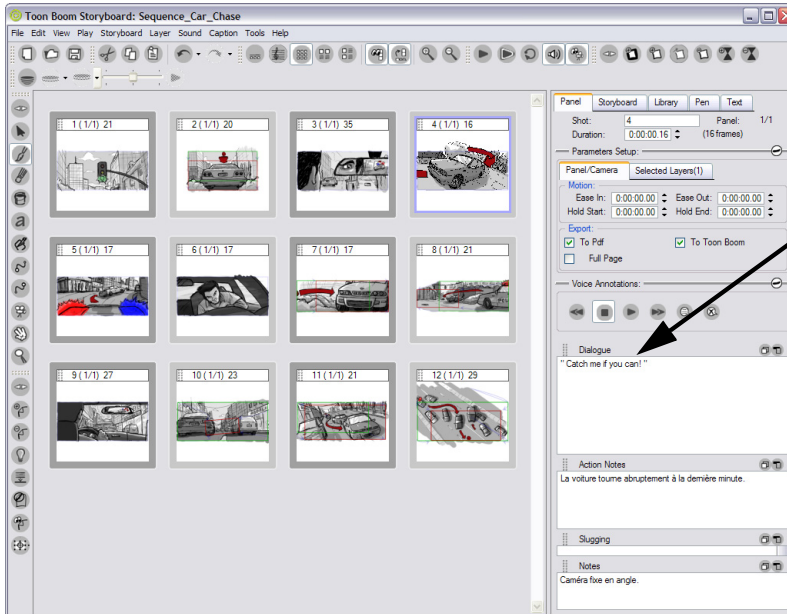 Toon Boom Storyboard: Sequence_Car_Chase
File Edit View Play Storyboard Layer Sound Caption Tools Help
1 ( 1/1) 21
2 ( 1/1) 20
3 ( 1/1) 35
4 ( 1/1) 16
5 ( 1/1) 17
6 ( 1/1) 17
7 ( 1/1) 17
8 ( 1/1) 21
9 ( 1/1) 27
10 ( 1/1) 23
11 ( 1/1) 21
12 ( 1/1) 29
Panel Storyboard Library Pen Text
Shot: 4 Panel: 1/1
Duration: 0:00:00.16 (16 frames)
Parameters Setup:
Panel/Camera Selected Layers(1)
Motion:
Ease In: 0:00:00.00 Ease Out: 0:00:00.00
Hold Start: 0:00:00.00 Hold End: 0:00:00.00
Export:
To Pdf To Toon Boom
Full Page
Voice Annotations:
Dialogue
" Catch me if you can! "
Action Notes
La voiture tourne abruptement à la dernière minute.
Slugging
Notes
Caméra fixe en angle.